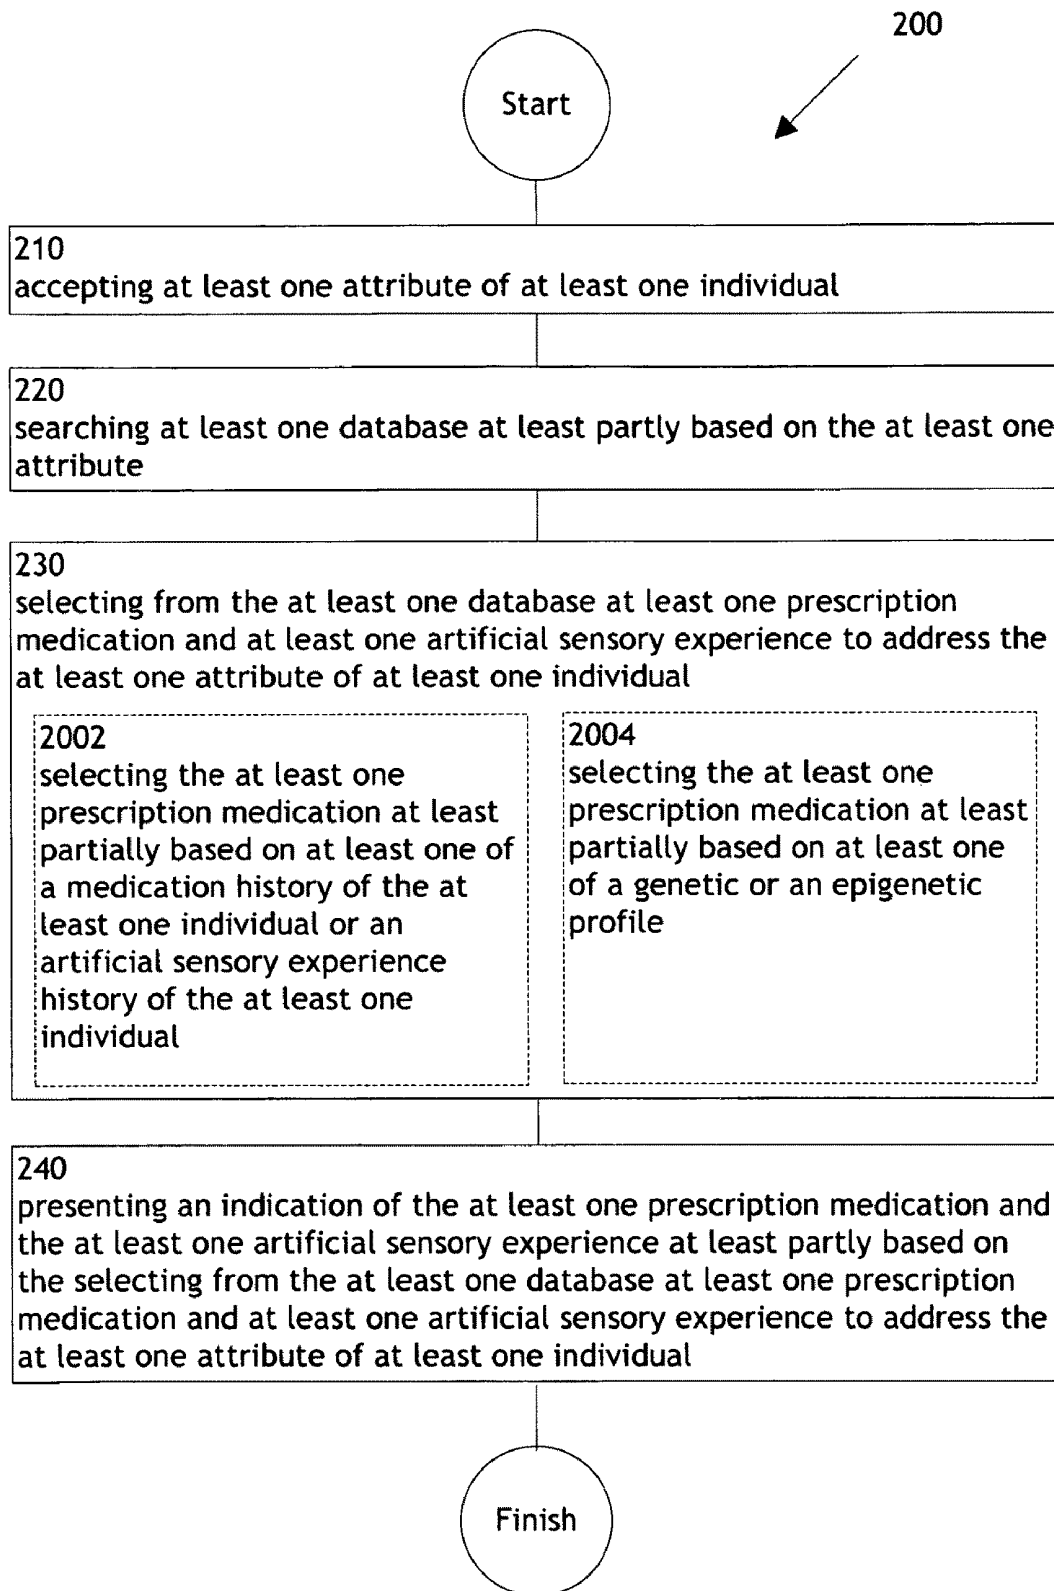 200
Start
210
accepting at least one attribute of at least one individual
220
searching at least one database at least partly based on the at least one
attribute
230
selecting from the at least one database at least one prescription
medication and at least one artificial sensory experience to address the
at least one attribute of at least one individual
2002
selecting the at least one
prescription medication at least
partially based on at least one of
a medication history of the at
least one individual or an
artificial sensory experience
history of the at least one
individual
2004
selecting the at least one
prescription medication at least
partially based on at least one
of a genetic or an epigenetic
profile
240
presenting an indication of the at least one prescription medication and
the at least one artificial sensory experience at least partly based on
the selecting from the at least one database at least one prescription
medication and at least one artificial sensory experience to address the
at least one attribute of at least one individual
Finish